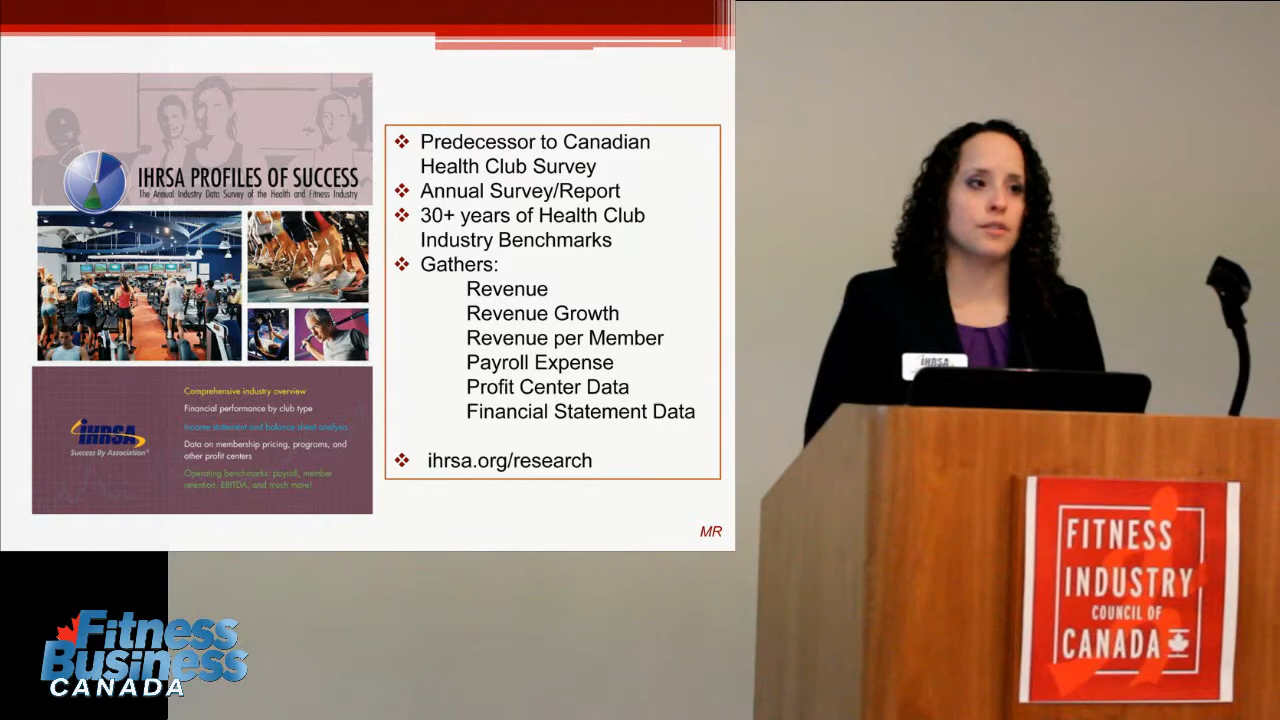 IHRSA PROFILES OF SUCCESS
The Annual Industry Data Survey of the Health and Fitness Industry
Comprehensive industry overview
Financial performance by club type
Income statement and balance sheet analysis
Data on membership pricing, programs, and
other profit centers
Operating benchmarks: payroll, member
retention, EBITDA, and much more!
IHRSA
Success By Association®
❖ Predecessor to Canadian
Health Club Survey
❖ Annual Survey/Report
❖ 30+ years of Health Club
Industry Benchmarks
❖ Gathers:
Revenue
Revenue Growth
Revenue per Member
Payroll Expense
Profit Center Data
Financial Statement Data
❖ ihrsa.org/research
MR
IHRSA
FITNESS
INDUSTRY
COUNCIL OF
CANADA
Fitness
Business
CANADA